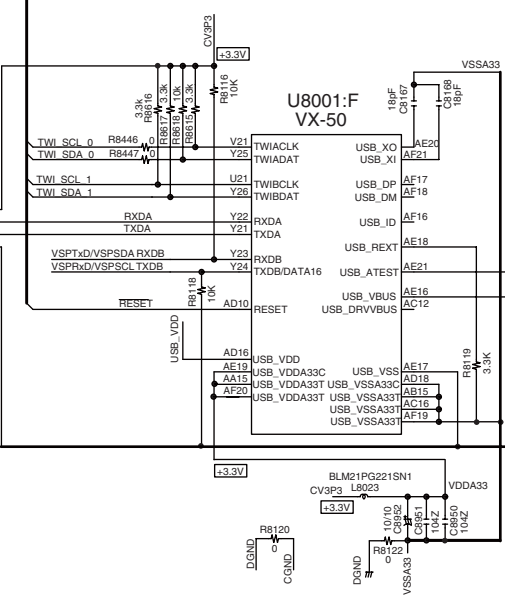 CV3P3
+3.3V
VSSA33
3.3k
R8616
R8617
3.3k
R8618
10k
R8615
3.3k
R8116
10K
U8001:F
VX-50
18pF
C8167
C8168
18pF
TWI_SCL_0
R8446
0
V21
TWIACLK
USB_XO
AE20
TWI_SDA_0
R8447
0
Y25
TWIADAT
USB_XI
AF21
TWI_SCL_1
U21
TWIBCLK
USB_DP
AF17
TWI_SDA_1
Y26
TWIBDAT
USB_DM
AF18
RXDA
Y22
RXDA
USB_ID
AF16
TXDA
Y21
TXDA
USB_REXT
AE18
VSPTxD/VSPSDA RXDB
Y23
RXDB
VSPRxD/VSPSCL TXDB
Y24
TXDB/DATA16
USB_ATEST
AE21
R8118
10K
USB_VBUS
AE16
RESET
AD10
RESET
USB_DRVVBUS
AC12
USB_VDD
R8119
3.3K
AD16
USB_VDD
AE19
USB_VDDA33C
USB_VSS
AE17
AA15
USB_VDDA33T
USB_VSSA33C
AD18
AF20
USB_VDDA33T
USB_VSSA33T
AB15
USB_VSSA33T
AC16
USB_VSSA33T
AF19
+3.3V
BLM21PG221SN1
CV3P3
L8023
VDDA33
+3.3V
10/10
C8952
C8951
104Z
C8950
104Z
R8120
0
DGND
CGND
R8122
0
DGND
VSSA33